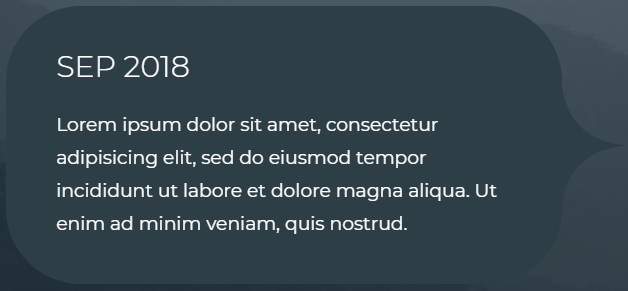 SEP 2018
Lorem ipsum dolor sit amet, consectetur
adipisicing elit, sed do eiusmod tempor
incididunt ut labore et dolore magna aliqua. Ut
enim ad minim veniam, quis nostrud.